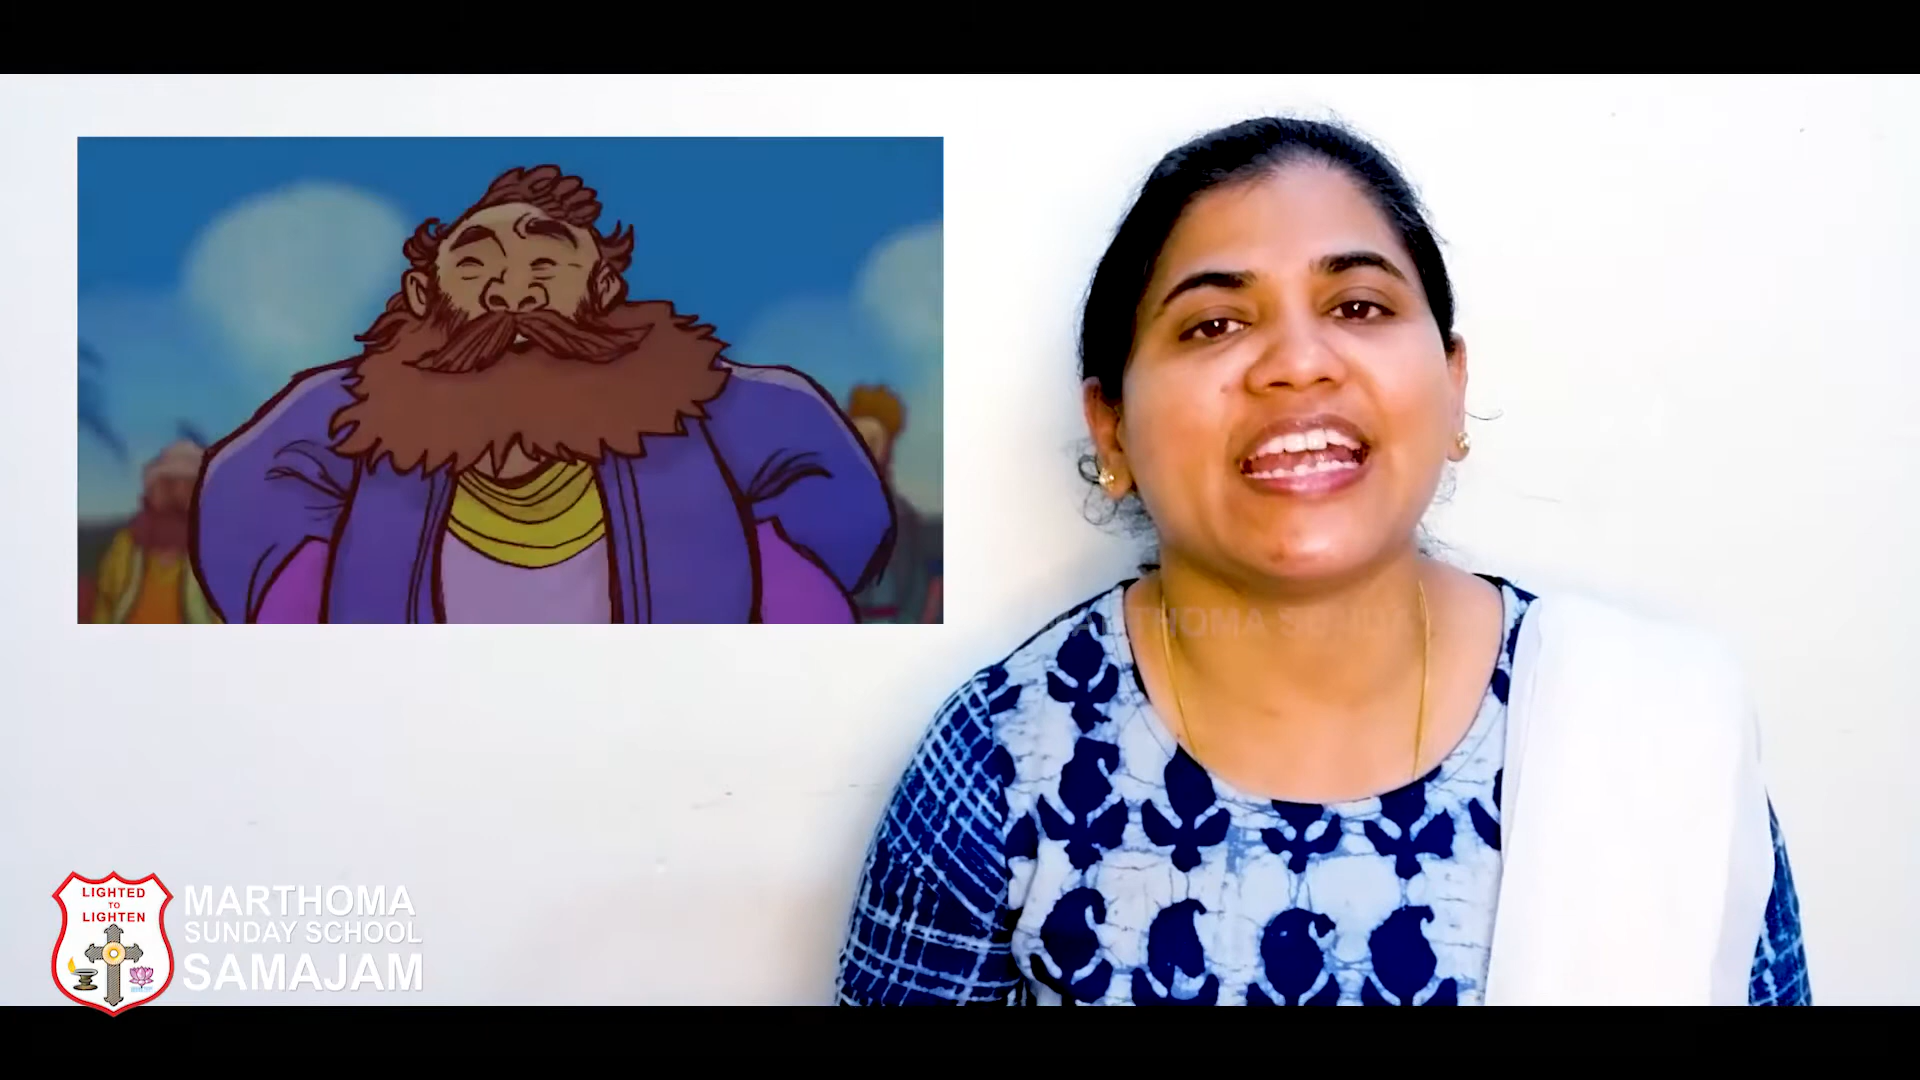 LIGHTED
TO
LIGHTEN
MARTHOMA
SUNDAY SCHOOL
SAMAJAM